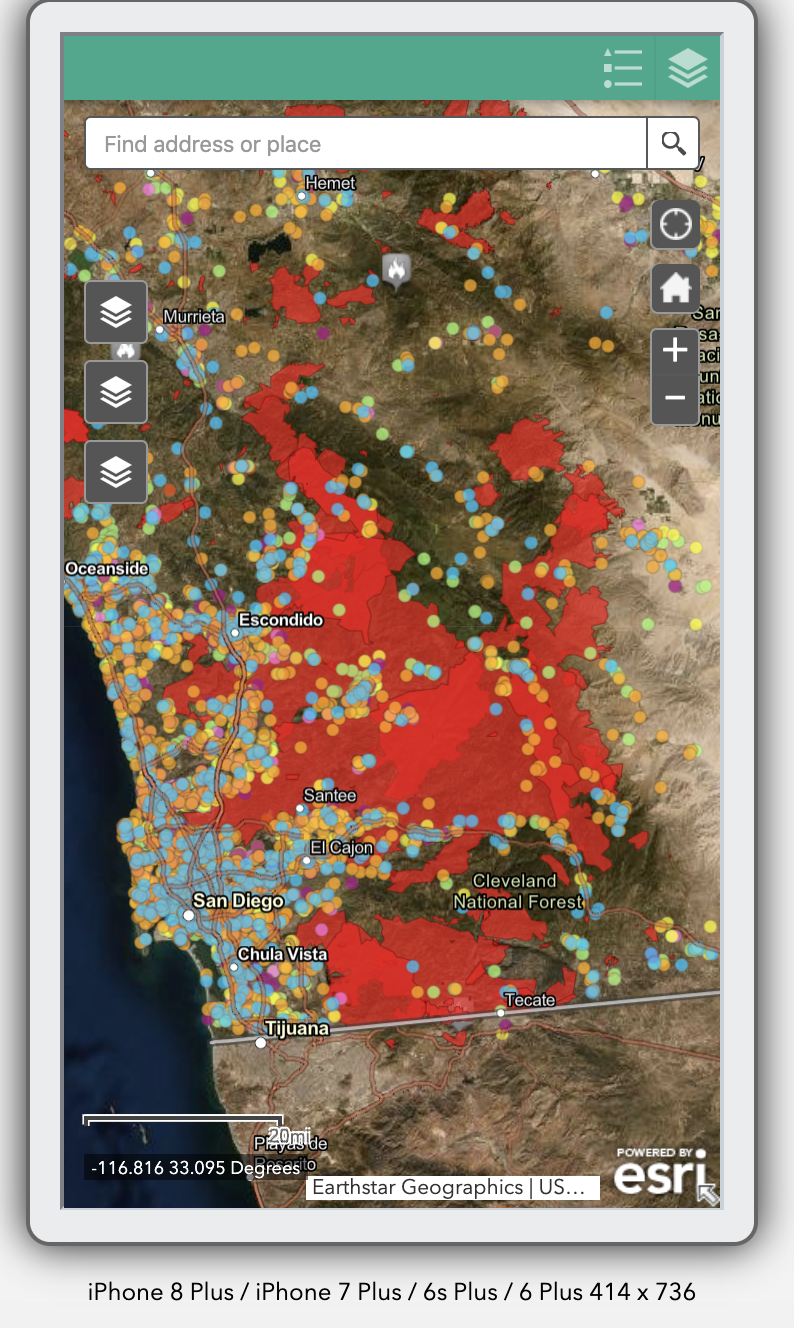 Find address or place
Hemet
Murrieta
Oceanside
Escondido
Santee
El Cajon
Cleveland
National Forest
San Diego
Chula Vista
Tecate
Tijuana
20mi
Playas de
-116.816 33.095 Degrees
Earthstar Geographics | US...
POWERED BY
esri
iPhone 8 Plus / iPhone 7 Plus / 6s Plus / 6 Plus 414 x 736